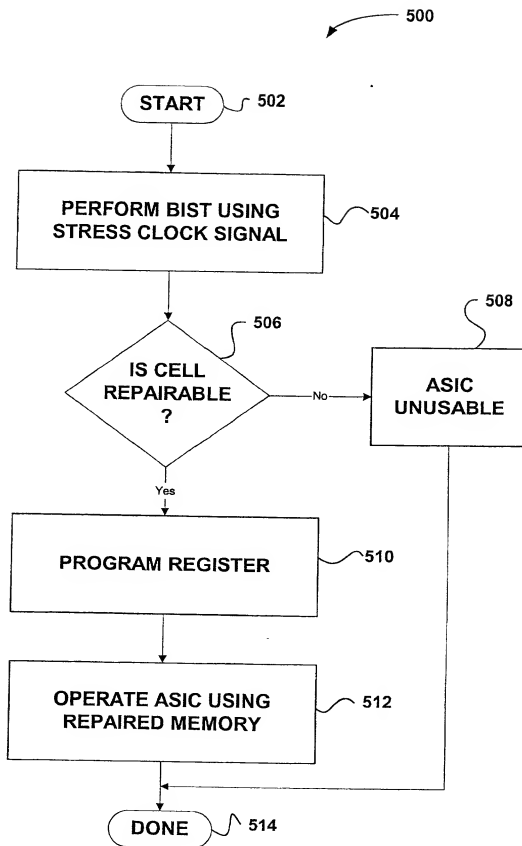 500
START
502
PERFORM BIST USING
STRESS CLOCK SIGNAL
504
506
508
IS CELL
REPAIRABLE
?
No
ASIC
UNUSABLE
Yes
PROGRAM REGISTER
510
OPERATE ASIC USING
REPAIRED MEMORY
512
DONE
514